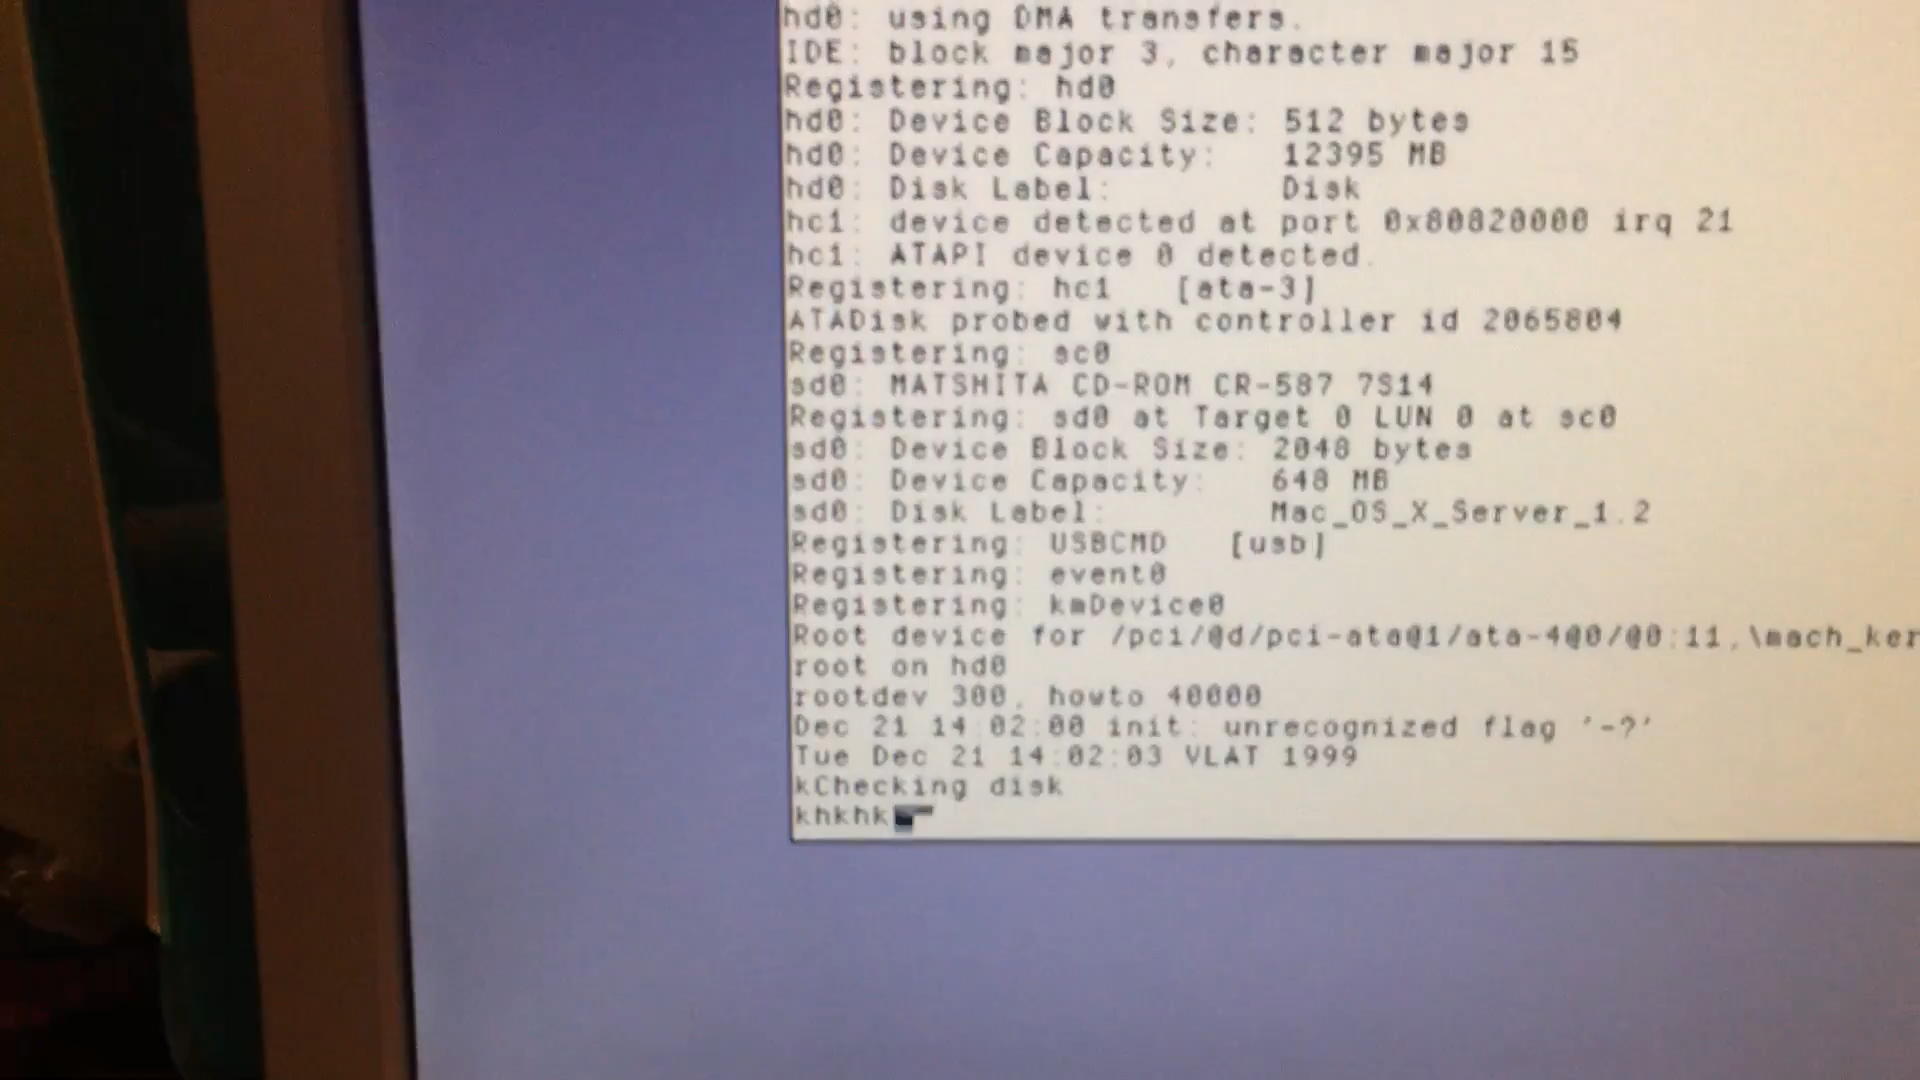 hd0: using DMA transfers.
IDE: block major 3, character major 15
Registering: hd0
hd0: Device Block Size: 512 bytes
hd0: Device Capacity: 12395 MB
hd0: Disk Label: Disk
hc1: device detected at port 0x80820000 irq 21
hc1: ATAPI device 0 detected.
Registering: hc1 [ata-3]
ATADisk probed with controller id 2065804
Registering: sc0
sd0: MATSHITA CD-ROM CR-587 7S14
Registering: sd0 at Target 0 LUN 0 at sc0
sd0: Device Block Size: 2048 bytes
sd0: Device Capacity: 648 MB
sd0: Disk Label: Mac_OS_X_Server_1.2
Registering: USBCMD [usb]
Registering: event0
Registering: kmDevice0
Root device for /pci/@d/pci-ata@1/ata-4@0/@0:11,\mach_ker
root on hd0
rootdev 300, howto 40000
Dec 21 14:02:00 init: unrecognized flag '-?'
Tue Dec 21 14:02:03 VLAT 1999
kChecking disk
khkhk